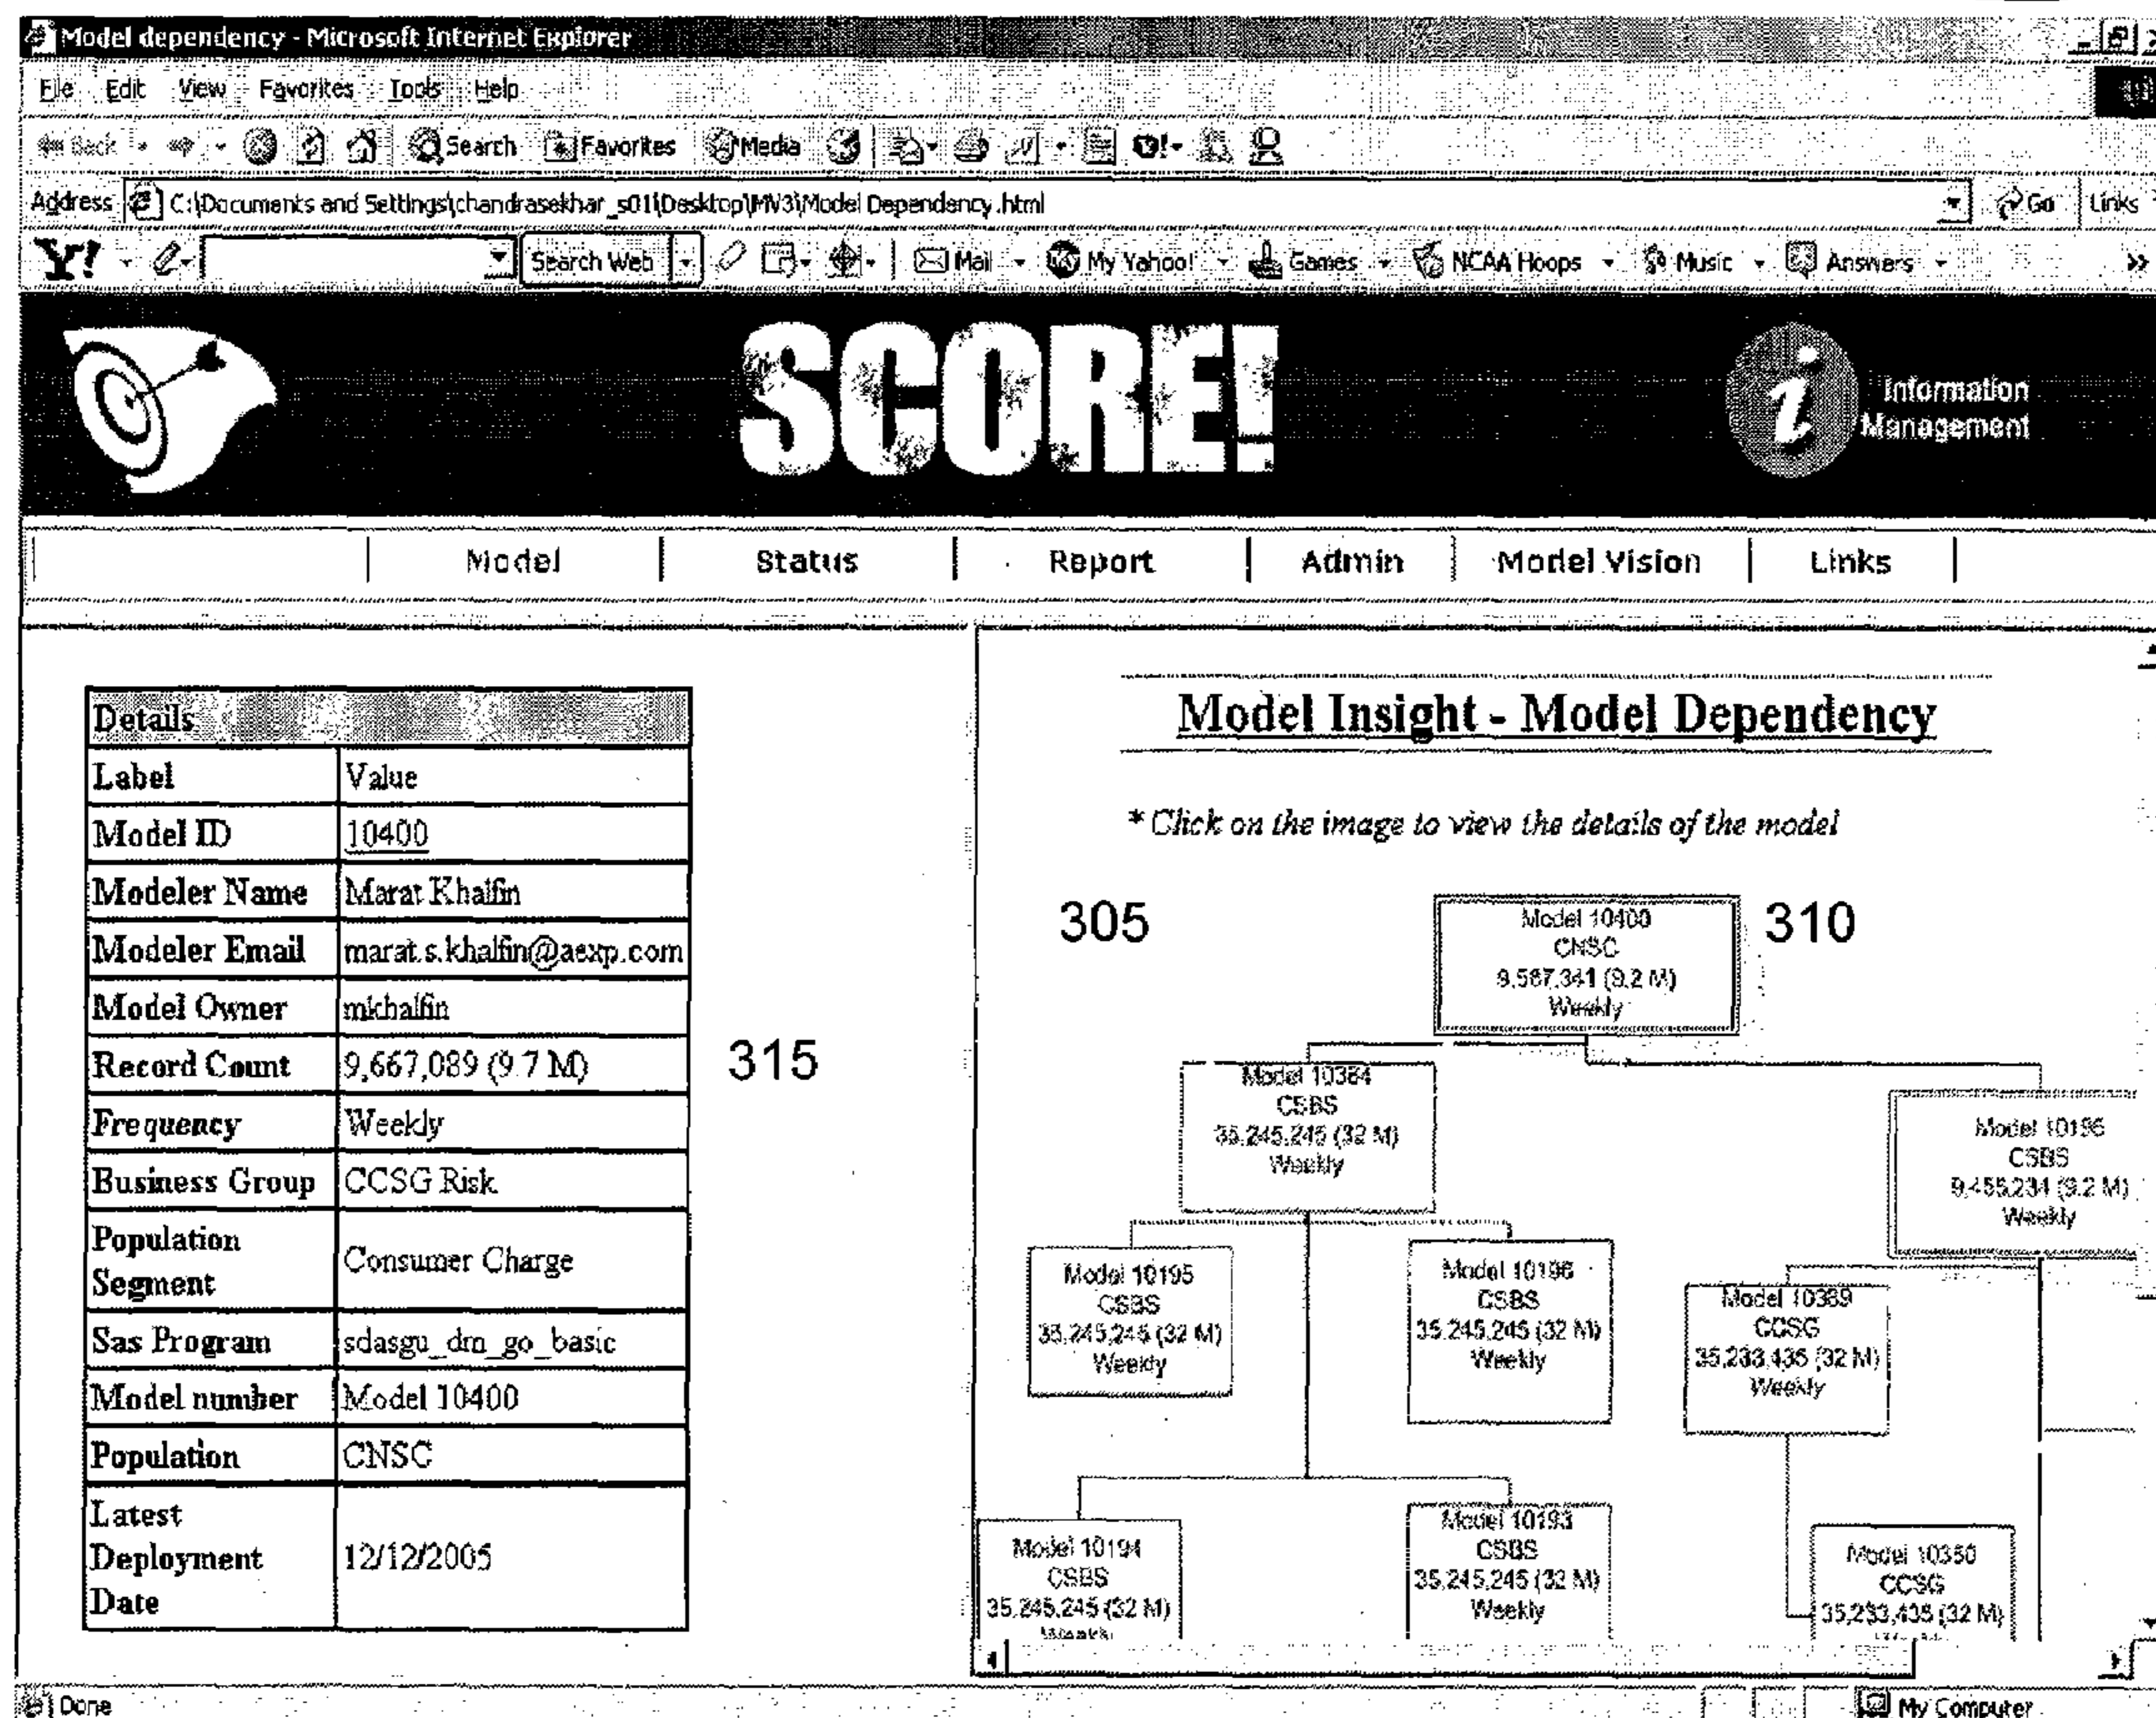 Model dependency - Microsoft Internet Explorer
File Edit View Favorites Tools Help
Back Search Favorites Media
Address C:\Documents and Settings\chandrasekhar_s01\Desktop\MV3\Model Dependency.html Go Links
Y! Search Web Mail My Yahoo! Games NCAA Hoops Music Answers >>
SCORE!
i Information
Management
Model Status Report Admin Model Vision Links
Details
Label Value
Model ID 10400
Modeler Name Marat Khalfin
Modeler Email marat.s.khalfin@aexp.com
Model Owner mkhalfin
Record Count 9,667,089 (9.7 M)
Frequency Weekly
Business Group CCSG Risk
Population
Segment
Consumer Charge
Sas Program sdasgu_dm_go_basic
Model number Model 10400
Population CNSC
Latest
Deployment
Date
12/12/2005
315
Model Insight - Model Dependency
* Click on the image to view the details of the model
305
310
Model 10400
CNSC
9,567,341 (9.2 M)
Weekly
Model 10384
CSBS
35,245,245 (32 M)
Weekly
Model 10196
CSBS
9,455,234 (9.2 M)
Weekly
Model 10195
CSBS
35,245,245 (32 M)
Weekly
Model 10196
CSBS
35,245,245 (32 M)
Weekly
Model 10389
CCSG
35,233,435 (32 M)
Weekly
Model 10194
CSBS
35,245,245 (32 M)
Model 10193
CSBS
35,245,245 (32 M)
Weekly
Model 10350
CCSG
35,233,435 (32 M)
Done My Computer